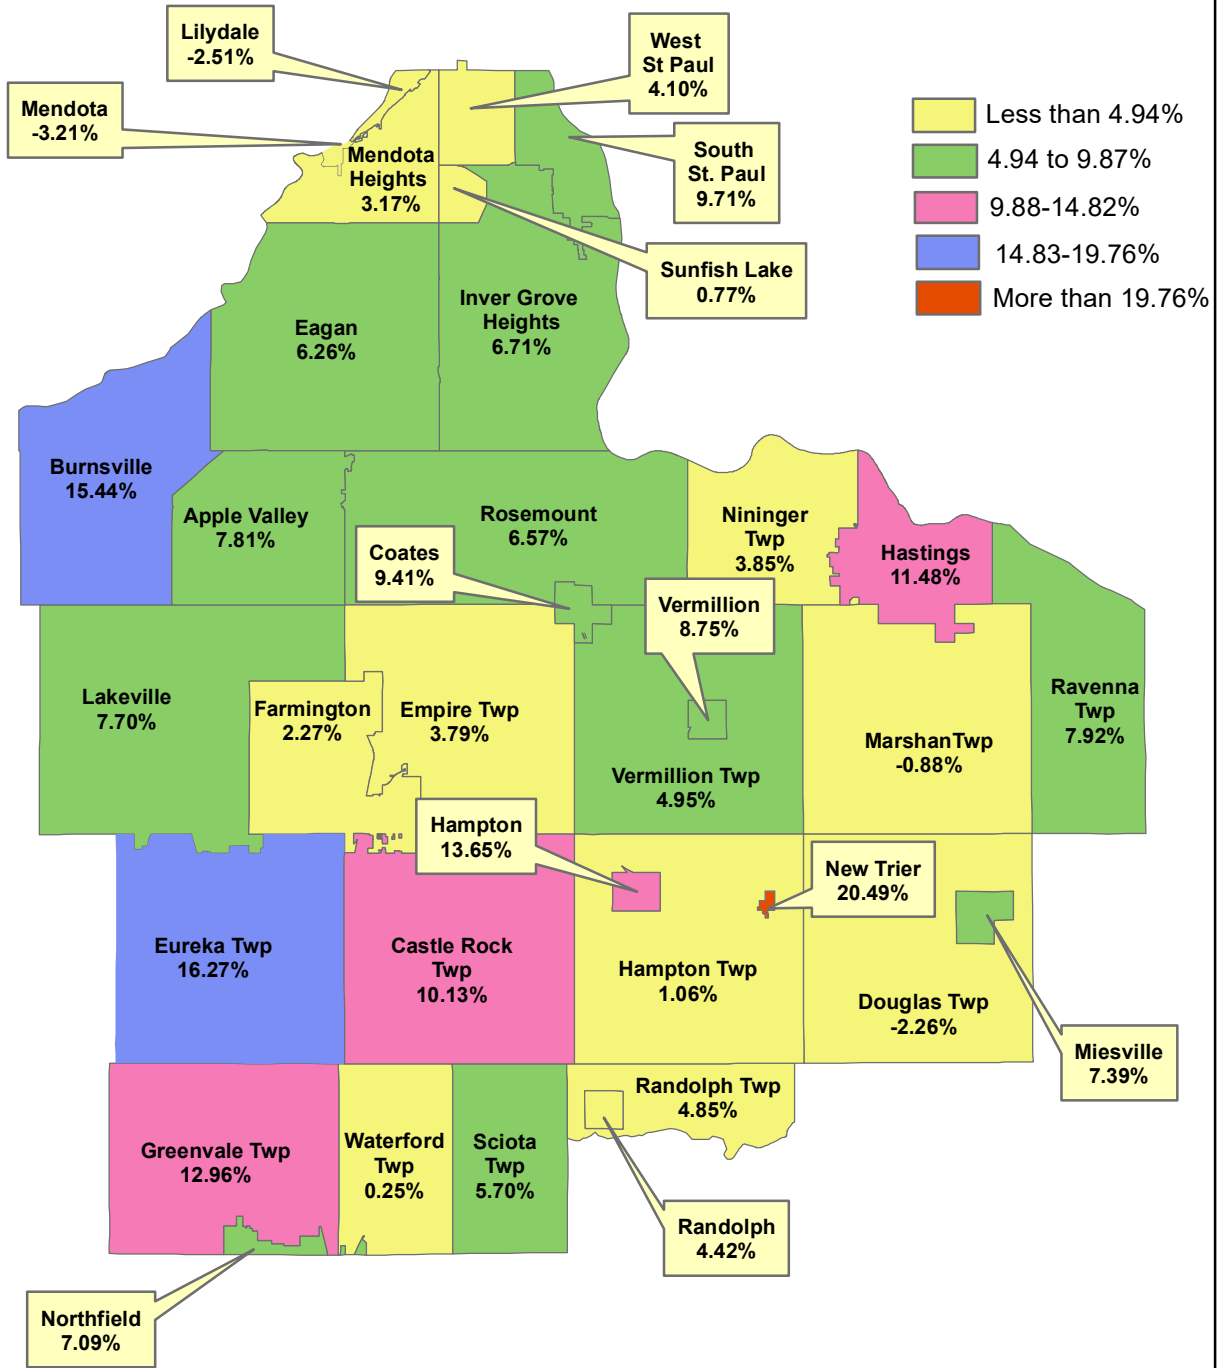 Lilydale
-2.51%
West
St Paul
4.10%
Mendota
-3.21%
Less than 4.94%
4.94 to 9.87%
9.88-14.82%
14.83-19.76%
More than 19.76%
Mendota
Heights
3.17%
South
St. Paul
9.71%
Sunfish Lake
0.77%
Inver Grove
Heights
6.71%
Eagan
6.26%
Burnsville
15.44%
Apple Valley
7.81%
Rosemount
6.57%
Coates
9.41%
Nininger
Twp
3.85%
Hastings
11.48%
Vermillion
8.75%
Lakeville
7.70%
Farmington
2.27%
Empire Twp
3.79%
Vermillion Twp
4.95%
MarshanTwp
-0.88%
Ravenna
Twp
7.92%
Hampton
13.65%
New Trier
20.49%
Eureka Twp
16.27%
Castle Rock
Twp
10.13%
Hampton Twp
1.06%
Douglas Twp
-2.26%
Miesville
7.39%
Randolph Twp
4.85%
Greenvale Twp
12.96%
Waterford
Twp
0.25%
Sciota
Twp
5.70%
Randolph
4.42%
Northfield
7.09%